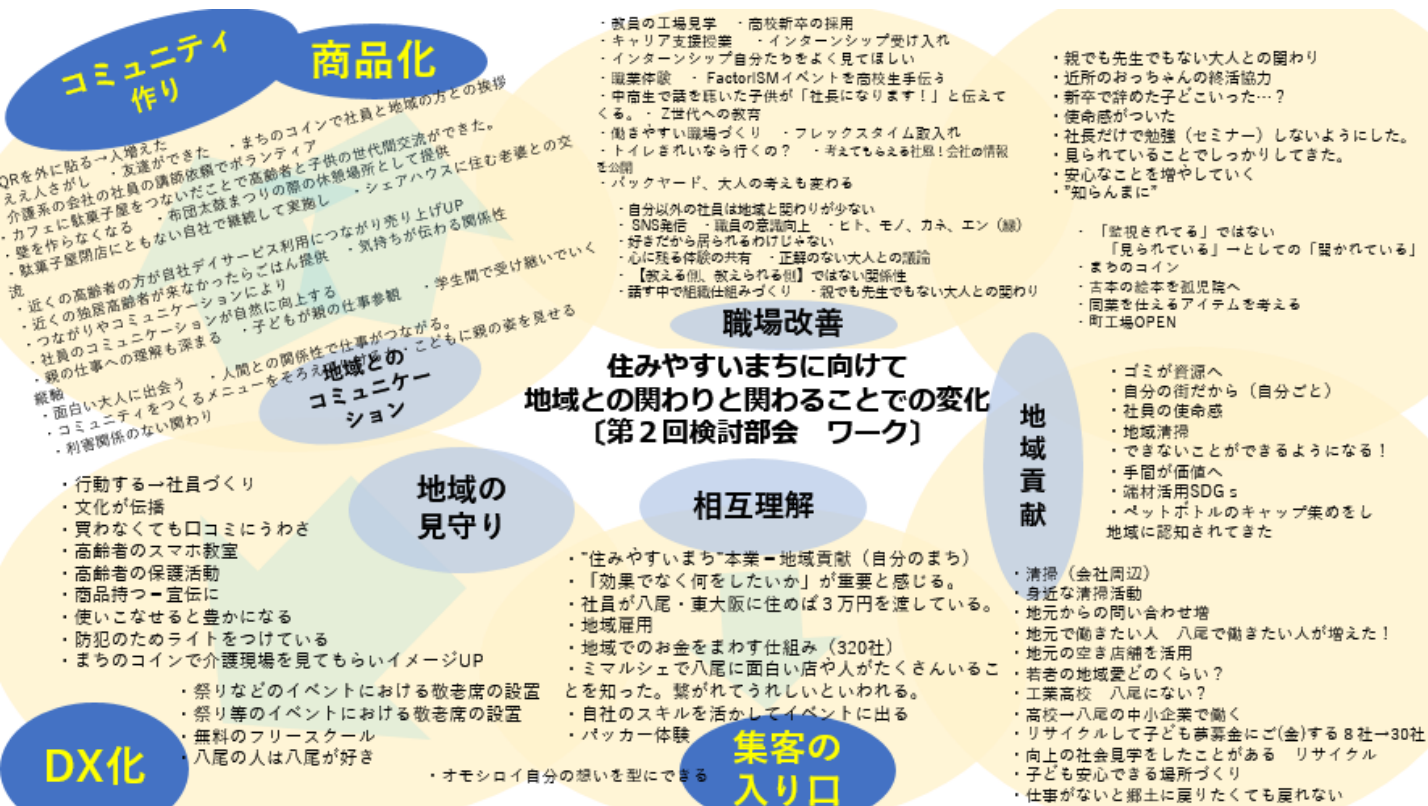 コミュニティ
作り
商品化
QRを外に貼る→人増えた
ええ人さがし ・友達ができた ・まちのコインで社員と地域の方との挨拶
介護系の会社の社員の講師依頼でボランティア
・カフェに駄菓子屋をつないだことで高齢者と子供の世代間交流ができた。
・壁を作らなくなる ・布団太鼓まつりの際の休憩場所として提供
・駄菓子屋閉店にともない自社で継続して実施し ・シェアハウスに住む老婆との交
流
・近くの高齢者の方が自社デイサービス利用につながり売り上げUP
・近くの独居高齢者が来なかったらごはん提供 ・気持ちが伝わる関係性
・つながりやコミュニケーションにより
・社員のコミュニケーションが自然に向上する
・親の仕事への理解も深まる ・子どもが親の仕事参観 ・学生間で受け継いでいく
縦軸
・面白い大人に出会う ・人間との関係性で仕事がつながる。
・コミュニティをつくるメニューをそろえ ・こどもに親の姿を見せる
・利害関係のない関わり
地域との
コミュニケー
ション
・教員の工場見学 ・高校新卒の採用
・キャリア支援授業 ・インターンシップ受け入れ
・インターンシップ自分たちをよく見てほしい
・職業体験 ・FactorISMイベントを高校生手伝う
・中高生で話を聴いた子供が「社長になります！」と伝えて
くる。・Z世代への教育
・働きやすい職場づくり ・フレックスタイム取入れ
・トイレきれいなら行くの？ ・考えてもらえる社風！会社の情報
を公開
・バックヤード、大人の考えも変わる
・自分以外の社員は地域と関わりが少ない
・SNS発信 ・職員の意識向上 ・ヒト、モノ、カネ、エン（縁）
・好きだから居られるわけじゃない
・心に残る体験の共有 ・正解のない大人との議論
・【教える側、教えられる側】ではない関係性
・話す中で組織仕組みづくり ・親でも先生でもない大人との関わり
職場改善
住みやすいまちに向けて
地域との関わりと関わることでの変化
〔第２回検討部会 ワーク〕
・親でも先生でもない大人との関わり
・近所のおっちゃんの終活協力
・新卒で辞めた子どこいった…？
・使命感がついた
・社長だけで勉強（セミナー）しないようにした。
・見られていることでしっかりしてきた。
・安心なことを増やしていく
・”知らんまに”
・「監視されてる」ではない
「見られている」→としての「聞かれている」
・まちのコイン
・古本の絵本を孤児院へ
・同業を仕えるアイテムを考える
・町工場OPEN
地域貢献
・ゴミが資源へ
・自分の街だから（自分ごと）
・社員の使命感
・地域清掃
・できないことができるようになる！
・手間が価値へ
・端材活用SDGｓ
・ペットボトルのキャップ集めをし
地域に認知されてきた
・清掃（会社周辺）
・身近な清掃活動
・地元からの問い合わせ増
・地元で働きたい人 八尾で働きたい人が増えた！
・地元の空き店舗を活用
・若者の地域愛どのくらい？
・工業高校 八尾にない？
・高校→八尾の中小企業で働く
・リサイクルして子ども夢募金にご(金)する８社→30社
・向上の社会見学をしたことがある リサイクル
・子ども安心できる場所づくり
・仕事がないと郷土に戻りたくても戻れない
地域の
見守り
・行動する→社員づくり
・文化が伝播
・買わなくても口コミにうわさ
・高齢者のスマホ教室
・高齢者の保護活動
・商品持つ＝宣伝に
・使いこなせると豊かになる
・防犯のためライトをつけている
・まちのコインで介護現場を見てもらいイメージUP
・祭りなどのイベントにおける敬老席の設置
・祭り等のイベントにおける敬老席の設置
・無料のフリースクール
・八尾の人は八尾が好き
DX化
相互理解
・”住みやすいまち”本業＝地域貢献（自分のまち）
・「効果でなく何をしたいか」が重要と感じる。
・社員が八尾・東大阪に住めば３万円を渡している。
・地域雇用
・地域でのお金をまわす仕組み（320社）
・ミマルシェで八尾に面白い店や人がたくさんいるこ
とを知った。繋がれてうれしいといわれる。
・自社のスキルを活かしてイベントに出る
・パッカー体験
・オモシロイ自分の想いを型にできる
集客の
入り口